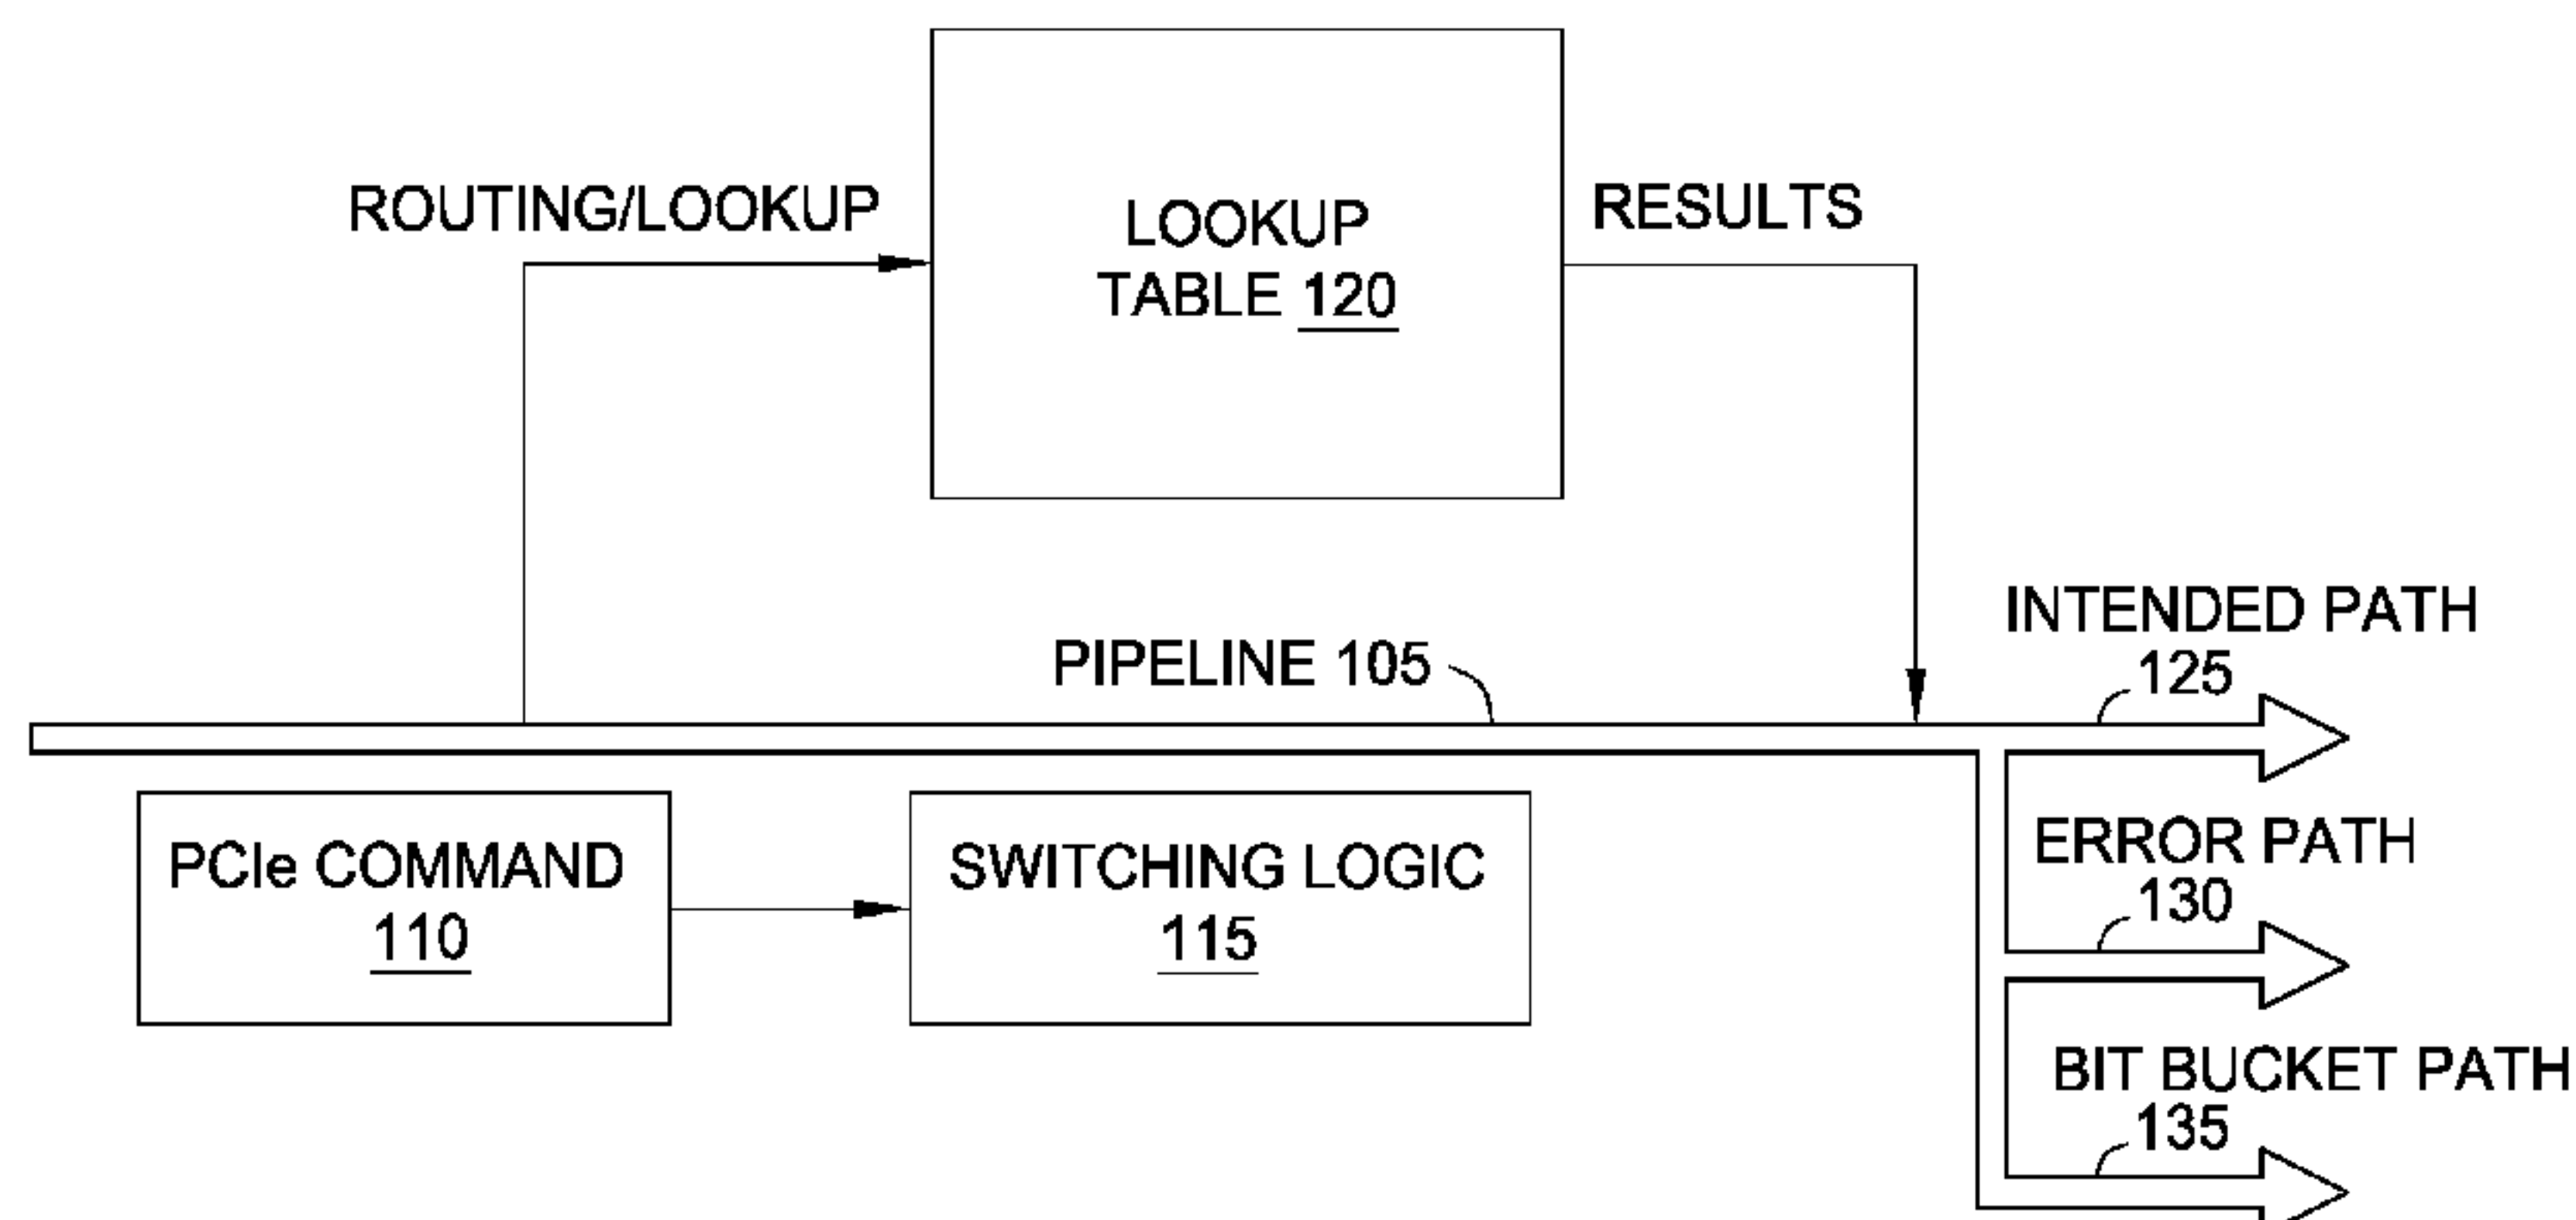 ROUTING/LOOKUP
LOOKUP
TABLE 120
RESULTS
PIPELINE 105
INTENDED PATH
125
PCIe COMMAND
110
SWITCHING LOGIC
115
ERROR PATH
130
BIT BUCKET PATH
135